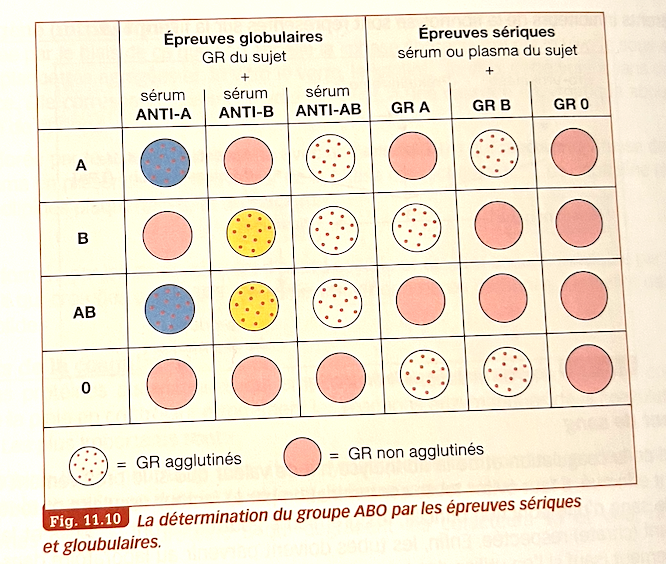 Épreuves globulaires
GR du sujet
+
sérum ANTI-A
sérum ANTI-B
sérum ANTI-AB
Épreuves sériques
sérum ou plasma du sujet
+
GR A
GR B
GR 0
A
B
AB
0
= GR agglutinés
= GR non agglutinés
Fig. 11.10 La détermination du groupe ABO par les épreuves sériques
et gloubulaires.